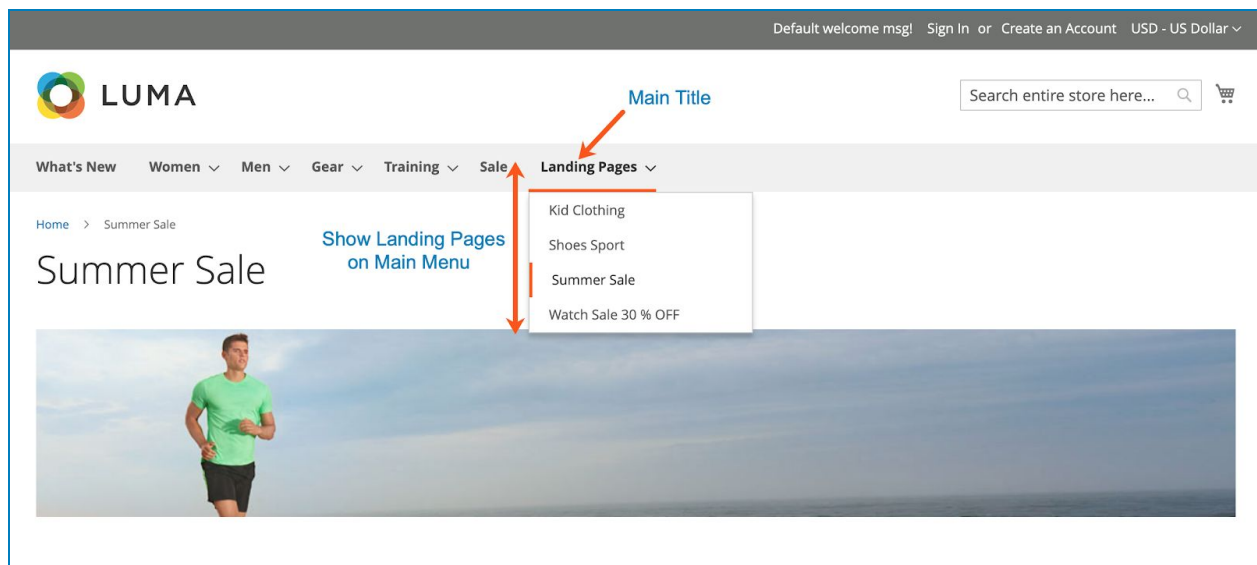 Default welcome msg! Sign In or Create an Account USD - US Dollar
LUMA
Main Title
Search entire store here...
What's New Women Men Gear Training Sale Landing Pages
Home > Summer Sale
Summer Sale
Show Landing Pages
on Main Menu
Kid Clothing
Shoes Sport
Summer Sale
Watch Sale 30 % OFF